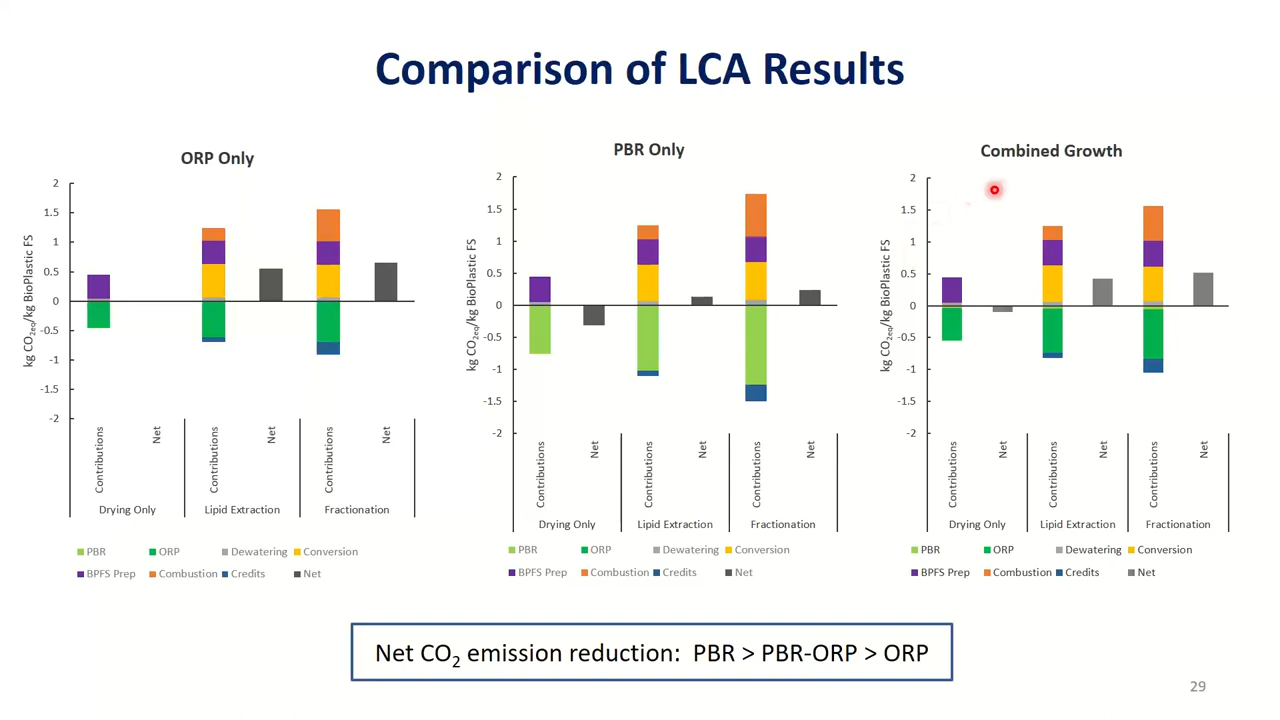 Comparison of LCA Results
ORP Only
kg CO2eq/kg BioPlastic FS
2
1.5
1
0.5
0
-0.5
-1
-1.5
-2
Contributions
Net
Contributions
Net
Contributions
Net
Drying Only
Lipid Extraction
Fractionation
PBR ORP Dewatering Conversion
BPFS Prep Combustion Credits Net
PBR Only
kg CO2eq/kg BioPlastic FS
2
1.5
1
0.5
0
-0.5
-1
-1.5
-2
Contributions
Net
Contributions
Net
Contributions
Net
Drying Only
Lipid Extraction
Fractionation
PBR ORP Dewatering Conversion
BPFS Prep Combustion Credits Net
Combined Growth
kg CO2eq/kg BioPlastic FS
2
1.5
1
0.5
0
-0.5
-1
-1.5
-2
Contributions
Net
Contributions
Net
Contributions
Net
Drying Only
Lipid Extraction
Fractionation
PBR ORP Dewatering Conversion
BPFS Prep Combustion Credits Net
Net CO2 emission reduction: PBR > PBR-ORP > ORP
29